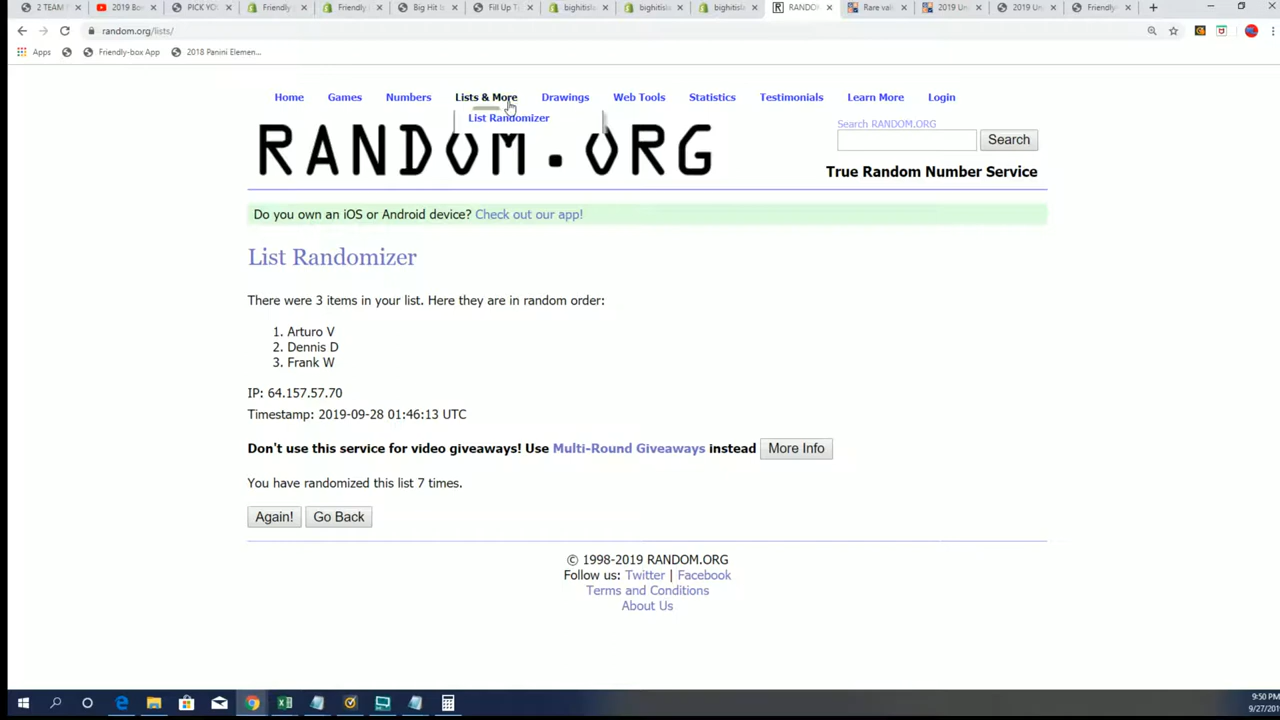 2 TEAM
2019 Bo
PICK YO
Friendly
Friendly
Big Hit Is
Fill Up T
bighitisla
bighitisla
bighitisla
RANDO
Rare val
2019 Un
2019 Un
Friendly
random.org/lists/
Apps
Friendly-box App
2018 Panini Elemen...
Home Games Numbers Lists & More Drawings Web Tools Statistics Testimonials Learn More Login
List Randomizer
Search RANDOM.ORG
RANDOM.ORG
Search
True Random Number Service
Do you own an iOS or Android device? Check out our app!
List Randomizer
There were 3 items in your list. Here they are in random order:
1. Arturo V
2. Dennis D
3. Frank W
IP: 64.157.57.70
Timestamp: 2019-09-28 01:46:13 UTC
Don't use this service for video giveaways! Use Multi-Round Giveaways instead More Info
You have randomized this list 7 times.
Again! Go Back
© 1998-2019 RANDOM.ORG
Follow us: Twitter | Facebook
Terms and Conditions
About Us
9:50 PM
9/27/201